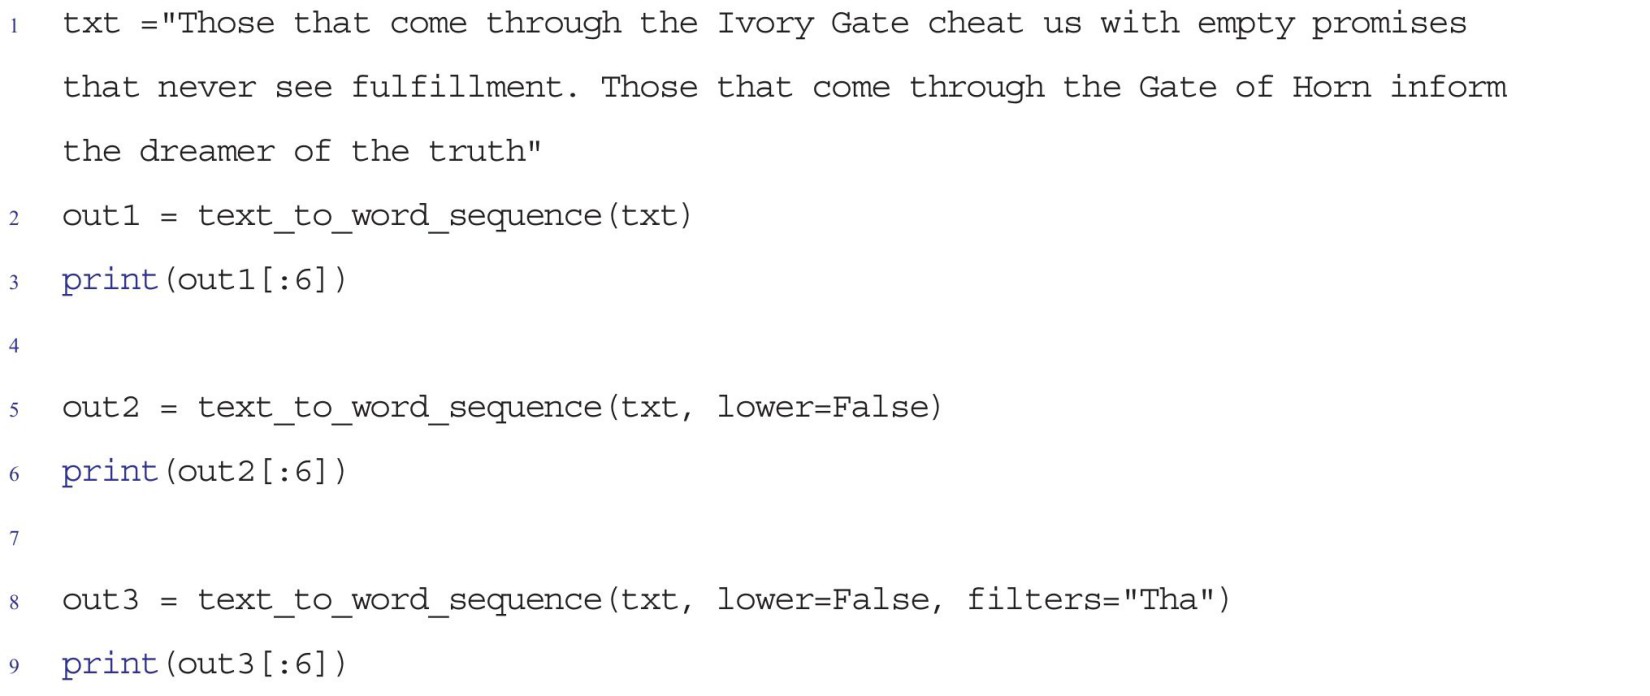 1 txt ="Those that come through the Ivory Gate cheat us with empty promises
that never see fulfillment. Those that come through the Gate of Horn inform
the dreamer of the truth"
2 out1 = text_to_word_sequence(txt)
3 print(out1[:6])
4
5 out2 = text_to_word_sequence(txt, lower=False)
6 print(out2[:6])
7
8 out3 = text_to_word_sequence(txt, lower=False, filters="Tha")
9 print(out3[:6])